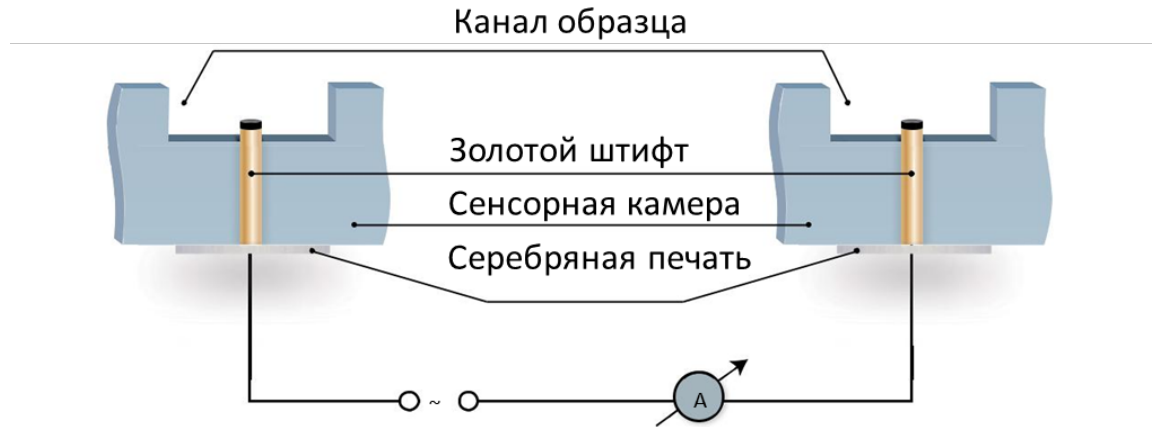 Канал образца
Золотой штифт
Сенсорная камера
Серебряная печать
~
A